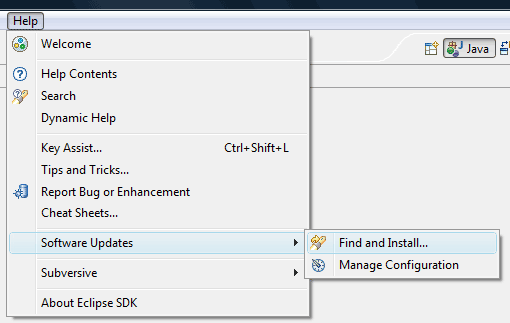 Help
Welcome
Java
Help Contents
Search
Dynamic Help
Key Assist... Ctrl+Shift+L
Tips and Tricks...
Report Bug or Enhancement
Cheat Sheets...
Software Updates
Find and Install...
Manage Configuration
Subversive
About Eclipse SDK